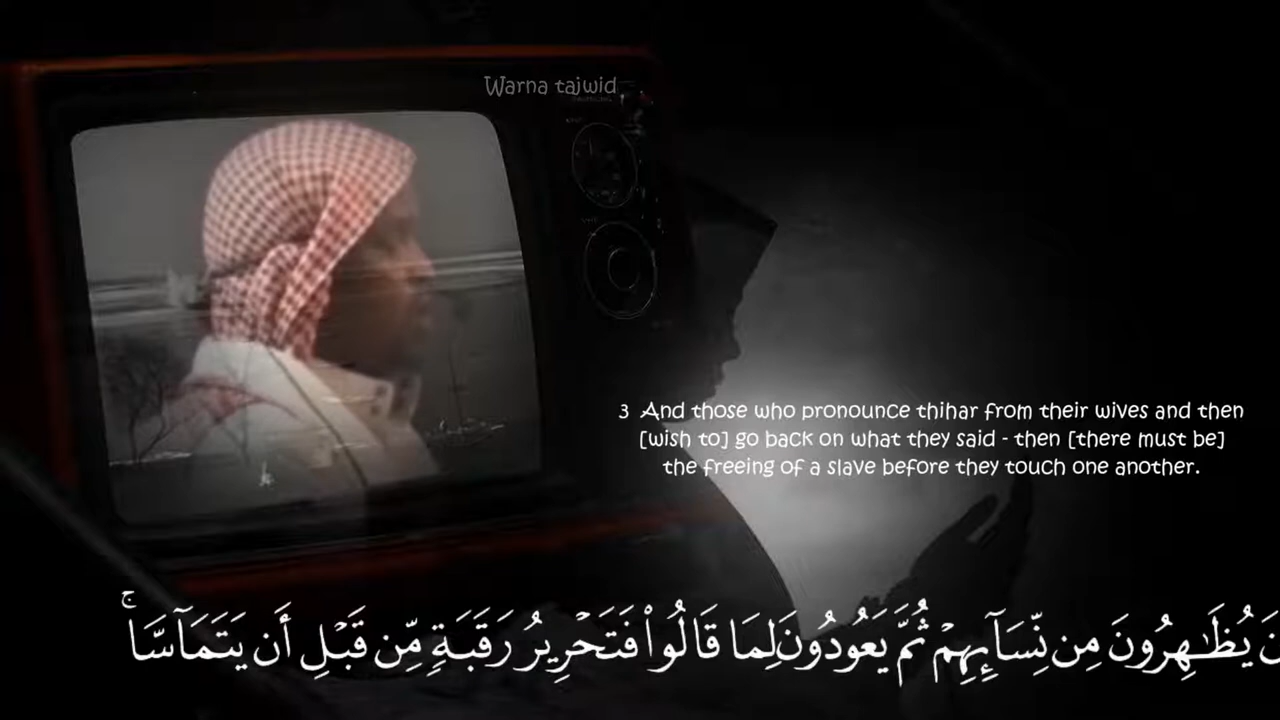 Warna tajwid
3 And those who pronounce thihar from their wives and then
[wish to] go back on what they said - then [there must be]
the freeing of a slave before they touch one another.
يُظَٰهِرُونَ مِن نِّسَآئِهِمْ ثُمَّ يَعُودُونَ لِمَا قَالُوا۟ فَتَحْرِيرُ رَقَبَةٍ مِّن قَبْلِ أَن يَتَمَآسَّا ۚ